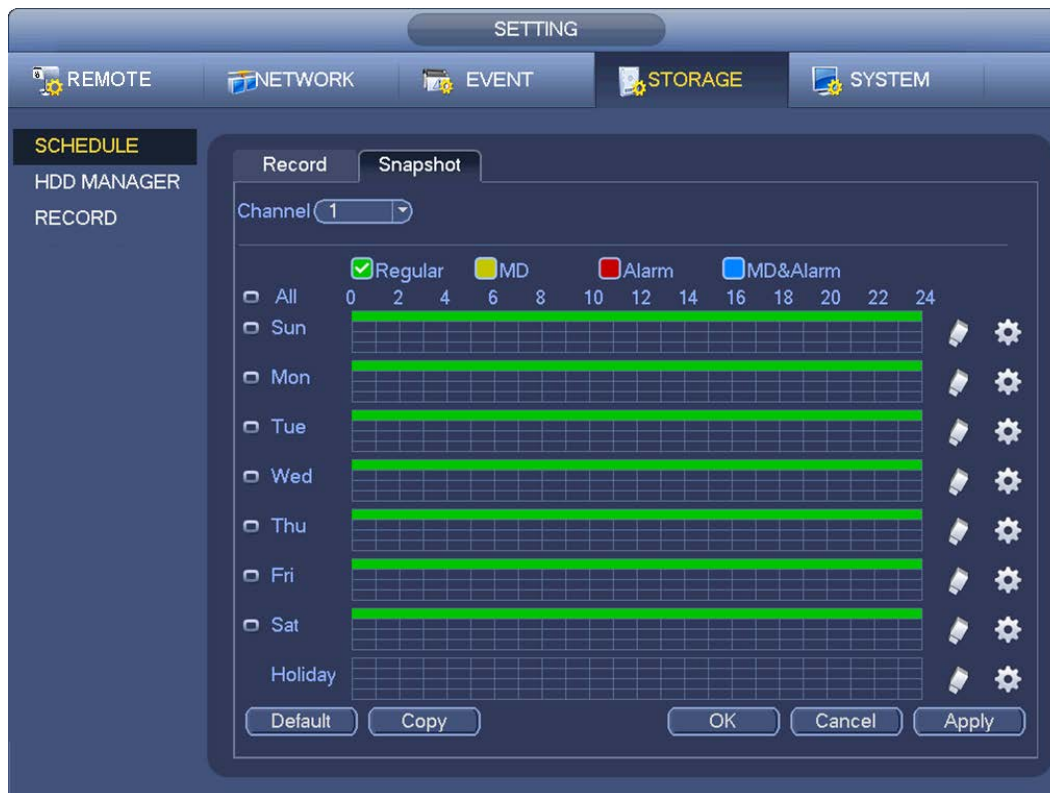 SETTING
REMOTE NETWORK EVENT STORAGE SYSTEM
SCHEDULE
HDD MANAGER
RECORD
Record Snapshot
Channel 1
Regular MD Alarm MD&Alarm
All 0 2 4 6 8 10 12 14 16 18 20 22 24
Sun
Mon
Tue
Wed
Thu
Fri
Sat
Holiday
Default Copy OK Cancel Apply